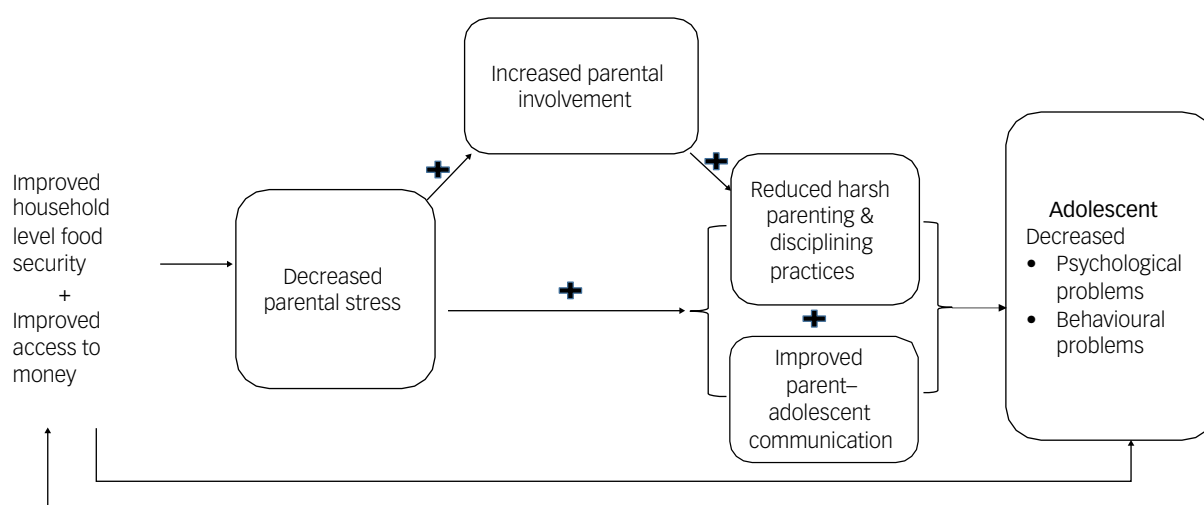 Improved
household
level food
security
+
Improved
access to
money
Decreased
parental stress
+
Increased parental
involvement
+
+
Reduced harsh
parenting &
disciplining
practices
+
Improved
parent–
adolescent
communication
Adolescent
Decreased
• Psychological
problems
• Behavioural
problems